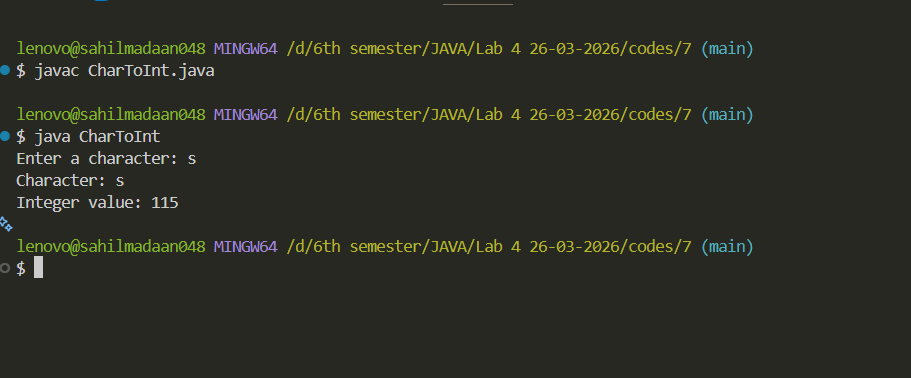 lenovo@sahilmadaan048 MINGW64 /d/6th semester/JAVA/Lab 4 26-03-2026/codes/7 (main)
$ javac CharToInt.java
lenovo@sahilmadaan048 MINGW64 /d/6th semester/JAVA/Lab 4 26-03-2026/codes/7 (main)
$ java CharToInt
Enter a character: s
Character: s
Integer value: 115
lenovo@sahilmadaan048 MINGW64 /d/6th semester/JAVA/Lab 4 26-03-2026/codes/7 (main)
$